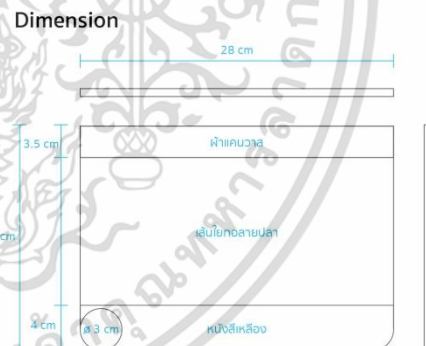 Dimension
28 cm
3.5 cm
ผ้าแคนวาส
cm
เส้นใยทอลายปลา
4 cm
ø 3 cm
หนังสีเหลือง